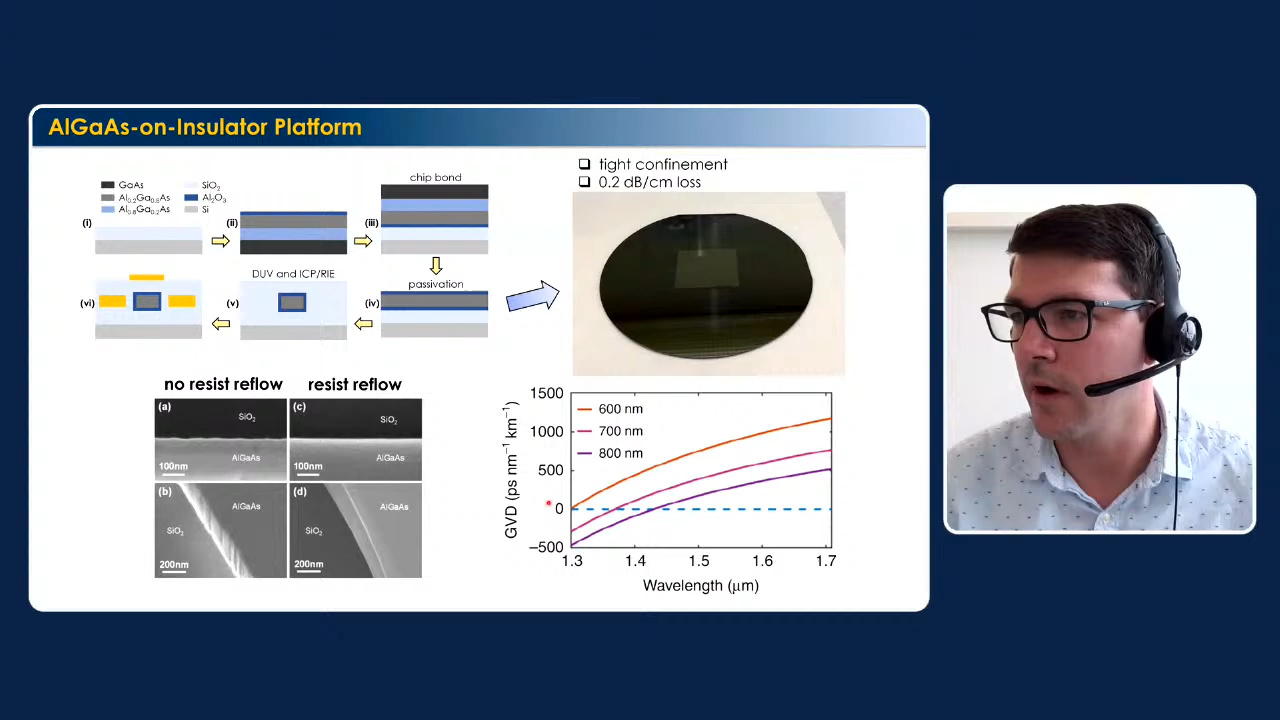 AlGaAs-on-Insulator Platform
GaAs
SiO₂
Al₀.₂Ga₀.₈As
Al₂O₃
Al₀.₈Ga₀.₂As
Si
(i)
(ii)
(iii)
chip bond
passivation
(iv)
DUV and ICP/RIE
(v)
(vi)
❑ tight confinement
❑ 0.2 dB/cm loss
no reflow resist reflow
no resist reflow
resist reflow
(a)
SiO₂
AlGaAs
100nm
(c)
SiO₂
AlGaAs
100nm
(b)
AlGaAs
SiO₂
200nm
(d)
AlGaAs
SiO₂
200nm
GVD (ps nm⁻¹ km⁻¹)
1500
1000
500
0
−500
600 nm
700 nm
800 nm
1.3
1.4
1.5
1.6
1.7
Wavelength (μm)